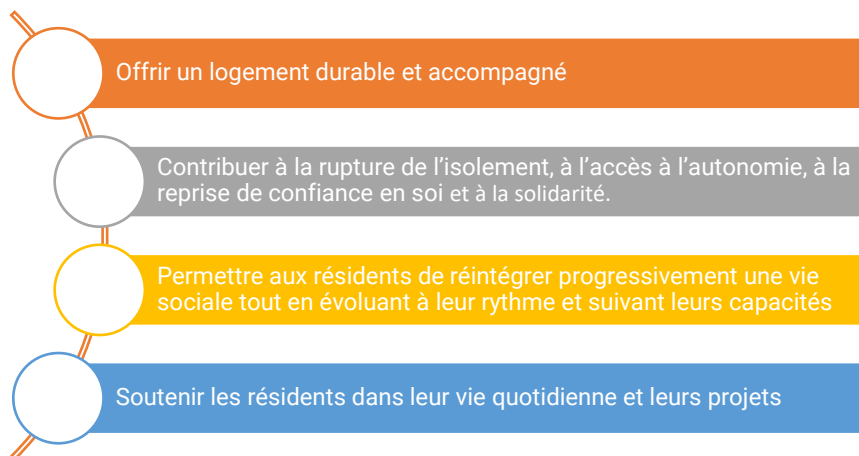 Offrir un logement durable et accompagné
Contribuer à la rupture de l’isolement, à l’accès à l’autonomie, à la
reprise de confiance en soi et à la solidarité.
Permettre aux résidents de réintégrer progressivement une vie
sociale tout en évoluant à leur rythme et suivant leurs capacités
Soutenir les résidents dans leur vie quotidienne et leurs projets